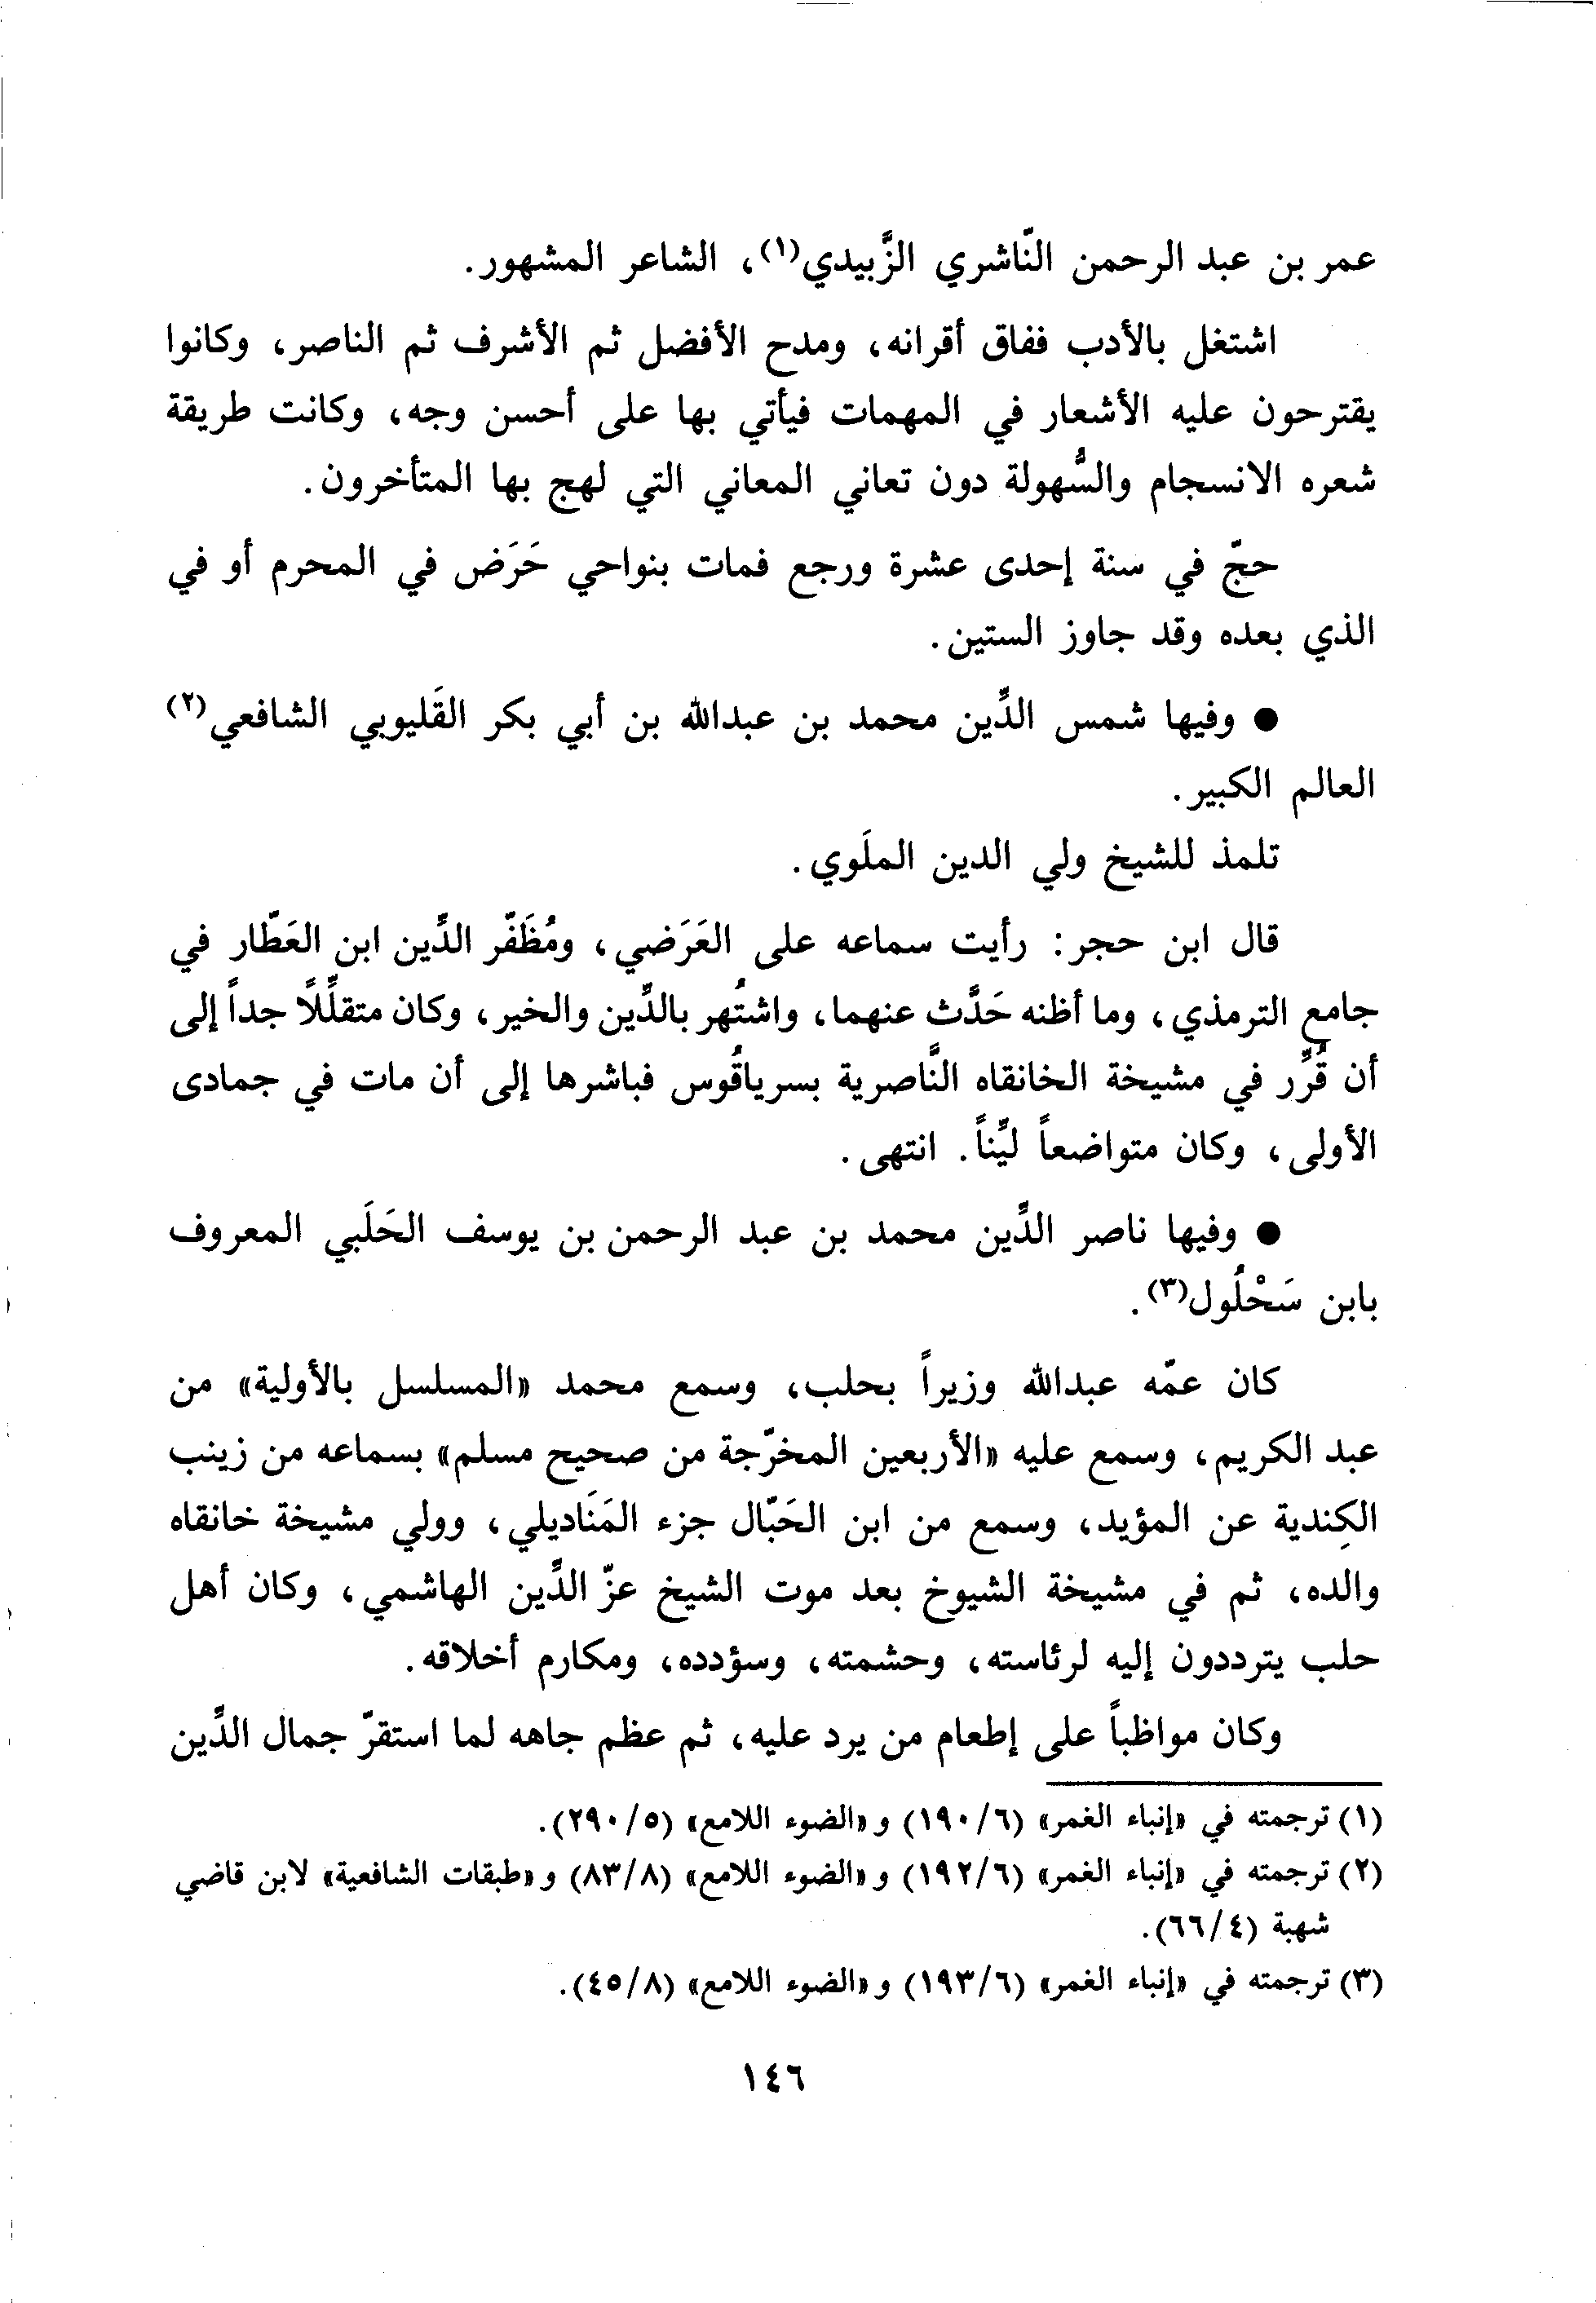 عمر بن عبد الرحمن النّاشري الزَّبيدي(١)، الشاعر المشهور.
اشتغل بالأدب ففاق أقرانه، ومدح الأفضل ثم الأشرف ثم الناصر، وكانوا
يقترحون عليه الأشعار في المهمات فيأتي بها على أحسن وجه، وكانت طريقة
شعره الانسجام والسُّهولة دون تعاني المعاني التي لهج بها المتأخرون.
حجّ في سنة إحدى عشرة ورجع فمات بنواحي حَرَض في المحرم أو في
الذي بعده وقد جاوز الستين.
● وفيها شمس الدِّين محمد بن عبدالله بن أبي بكر القَليوبي الشافعي(٢)
العالم الكبير.
تلمذ للشيخ ولي الدين الملَوي.
قال ابن حجر: رأيت سماعه على العَرَضي، ومُظَفّر الدِّين ابن العَطّار في
جامع الترمذي، وما أظنه حَدَّث عنهما، واشتُهر بالدِّين والخير، وكان متقلِّلاً جداً إلى
أن قُرِّر في مشيخة الخانقاه النَّاصرية بسرياقُوس فباشرها إلى أن مات في جمادى
الأولى، وكان متواضعاً ليِّناً. انتهى.
● وفيها ناصر الدِّين محمد بن عبد الرحمن بن يوسف الحَلَبي المعروف
بابن سَحْلُول(٣).
كان عمّه عبدالله وزيراً بحلب، وسمع محمد «المسلسل بالأولية» من
عبد الكريم، وسمع عليه «الأربعين المخرّجة من صحيح مسلم» بسماعه من زينب
الكِندية عن المؤيد، وسمع من ابن الحَبّال جزء المَنَاديلي، وولي مشيخة خانقاه
والده، ثم في مشيخة الشيوخ بعد موت الشيخ عزّ الدِّين الهاشمي، وكان أهل
حلب يترددون إليه لرئاسته، وحشمته، وسؤدده، ومكارم أخلاقه.
وكان مواظباً على إطعام من يرد عليه، ثم عظم جاهه لما استقرّ جمال الدِّين
(١) ترجمته في «إنباء الغمر» (٦/ ١٩٠) و«الضوء اللامع» (٥/ ٢٩٠).
(٢) ترجمته في «إنباء الغمر» (٦/ ١٩٢) و«الضوء اللامع» (٨/ ٨٣) و«طبقات الشافعية» لابن قاضي
شهبة (٤/ ٦٦).
(٣) ترجمته في «إنباء الغمر» (٦/ ١٩٣) و«الضوء اللامع» (٨/ ٤٥).
١٤٦